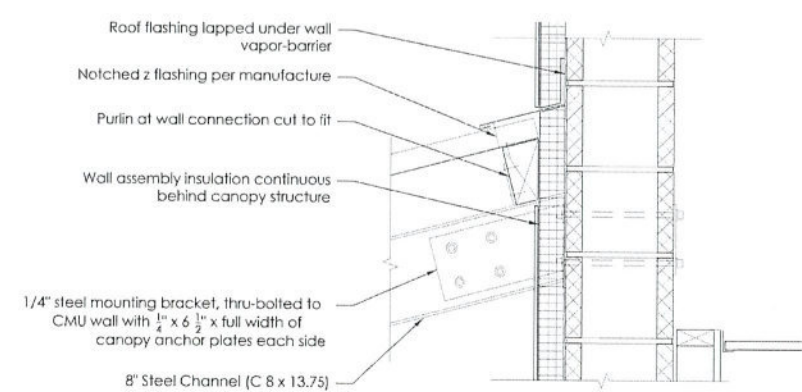 Roof flashing lapped under wall
vapor-barrier
Notched z flashing per manufacture
Purlin at wall connection cut to fit
Wall assembly insulation continuous
behind canopy structure
1/4" steel mounting bracket, thru-bolted to
CMU wall with 1/4" x 6 1/2" x full width of
canopy anchor plates each side
8" Steel Channel (C 8 x 13.75)